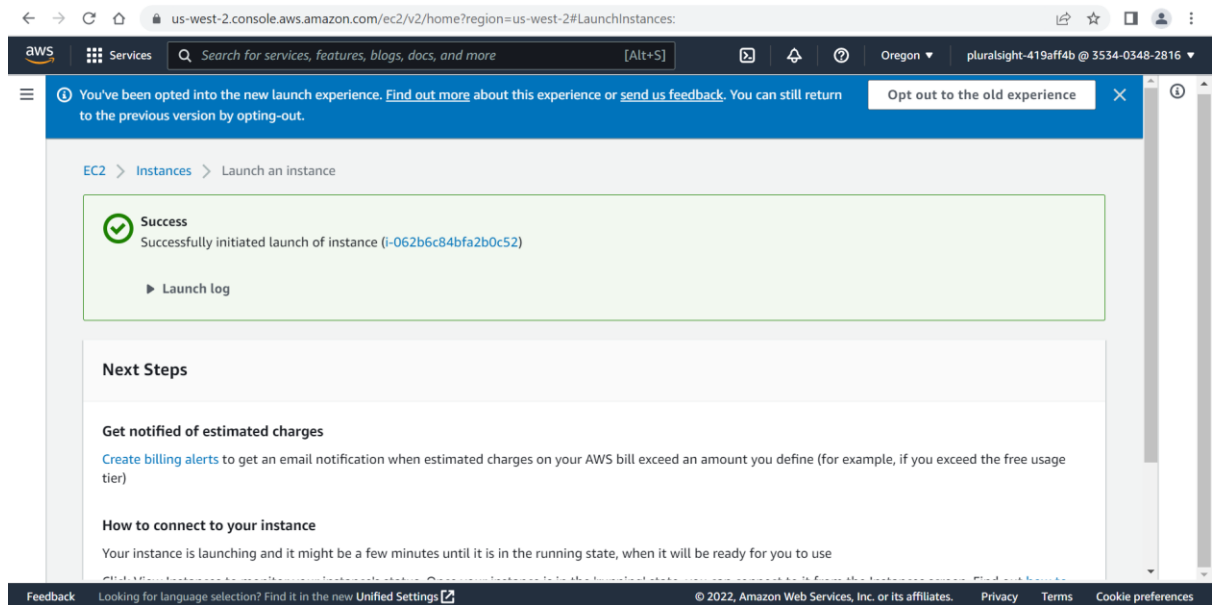 us-west-2.console.aws.amazon.com/ec2/v2/home?region=us-west-2#LaunchInstances:
aws Services Search for services, features, blogs, docs, and more [Alt+S] Oregon pluralsight-419aff4b @ 3534-0348-2816
You've been opted into the new launch experience. Find out more about this experience or send us feedback. You can still return
to the previous version by opting-out.
Opt out to the old experience
EC2 > Instances > Launch an instance
Success
Successfully initiated launch of instance (i-062b6c84bfa2b0c52)
Launch log
Next Steps
Get notified of estimated charges
Create billing alerts to get an email notification when estimated charges on your AWS bill exceed an amount you define (for example, if you exceed the free usage
tier)
How to connect to your instance
Your instance is launching and it might be a few minutes until it is in the running state, when it will be ready for you to use
Feedback Looking for language selection? Find it in the new Unified Settings © 2022, Amazon Web Services, Inc. or its affiliates. Privacy Terms Cookie preferences